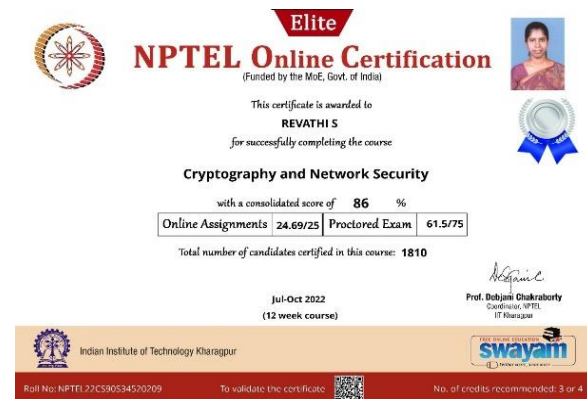 Elite
NPTEL Online Certification
(Funded by the MoE, Govt. of India)
This certificate is awarded to
REVATHI S
for successfully completing the course
Cryptography and Network Security
with a consolidated score of 86 %
Online Assignments 24.69/25 Proctored Exam 61.5/75
Total number of candidates certified in this course: 1810
Jul-Oct 2022
(12 week course)
Prof. Debjani Chakraborty
Coordinator, NPTEL
IIT Kharagpur
Indian Institute of Technology Kharagpur
FREE ONLINE EDUCATION
swayam
Roll No: NPTEL22CS90S34520209 To validate the certificate No. of credits recommended: 3 or 4